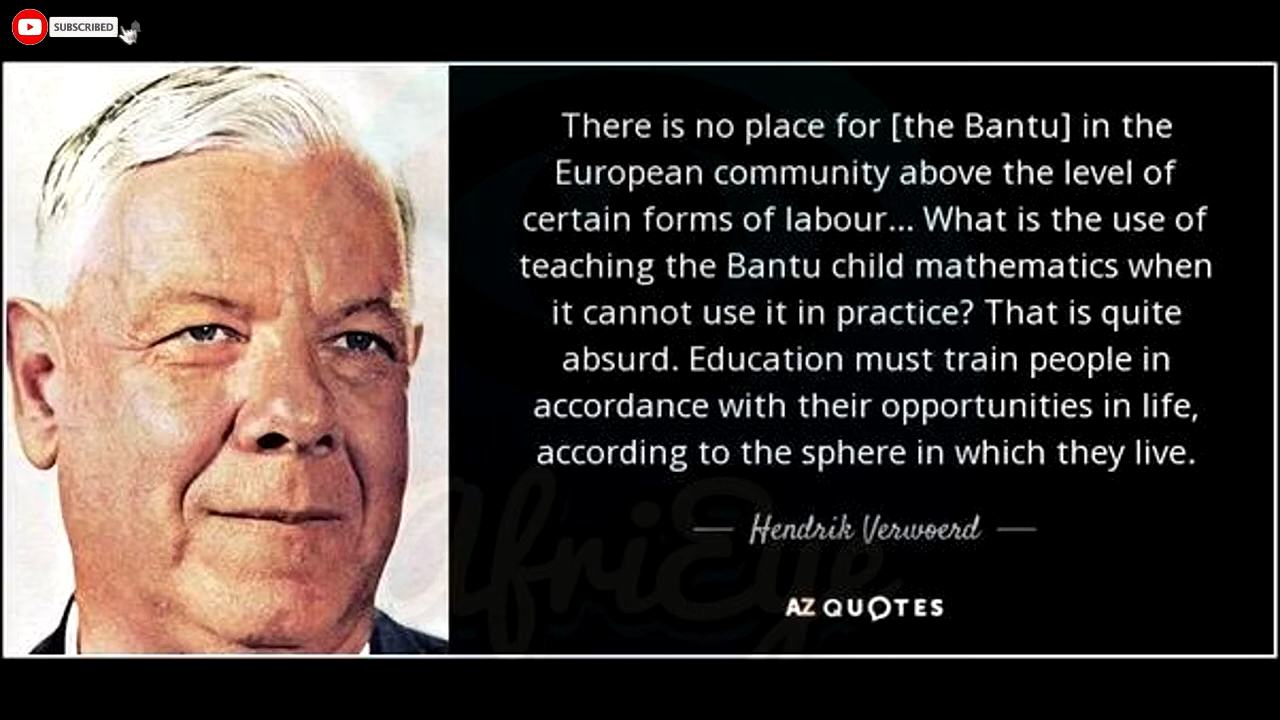 SUBSCRIBED
There is no place for [the Bantu] in the
European community above the level of
certain forms of labour... What is the use of
teaching the Bantu child mathematics when
it cannot use it in practice? That is quite
absurd. Education must train people in
accordance with their opportunities in life,
according to the sphere in which they live.
Hendrik Verwoerd
AZ QUOTES
AfriEye